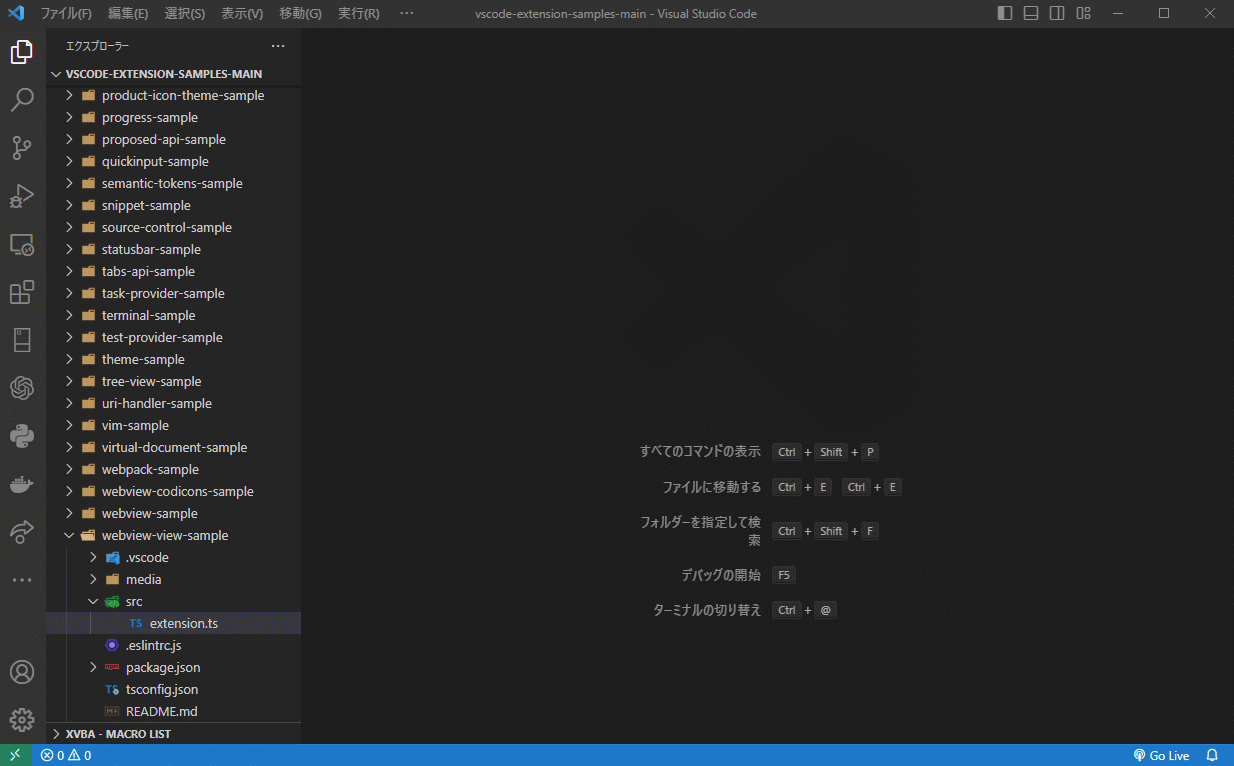 ファイル(F) 編集(E) 選択(S) 表示(V) 移動(G) 実行(R) ··· vscode-extension-samples-main - Visual Studio Code
エクスプローラー ···
VSCODE-EXTENSION-SAMPLES-MAIN
product-icon-theme-sample
progress-sample
proposed-api-sample
quickinput-sample
semantic-tokens-sample
snippet-sample
source-control-sample
statusbar-sample
tabs-api-sample
task-provider-sample
terminal-sample
test-provider-sample
theme-sample
tree-view-sample
uri-handler-sample
vim-sample
virtual-document-sample
webpack-sample
webview-codicons-sample
webview-sample
webview-view-sample
.vscode
media
src
TS extension.ts
.eslintrc.js
package.json
TS tsconfig.json
README.md
XVBA - MACRO LIST
すべてのコマンドの表示 Ctrl + Shift + P
ファイルに移動する Ctrl + E Ctrl + E
フォルダーを指定して検
索 Ctrl + Shift + F
デバッグの開始 F5
ターミナルの切り替え Ctrl + @
0 0 Go Live